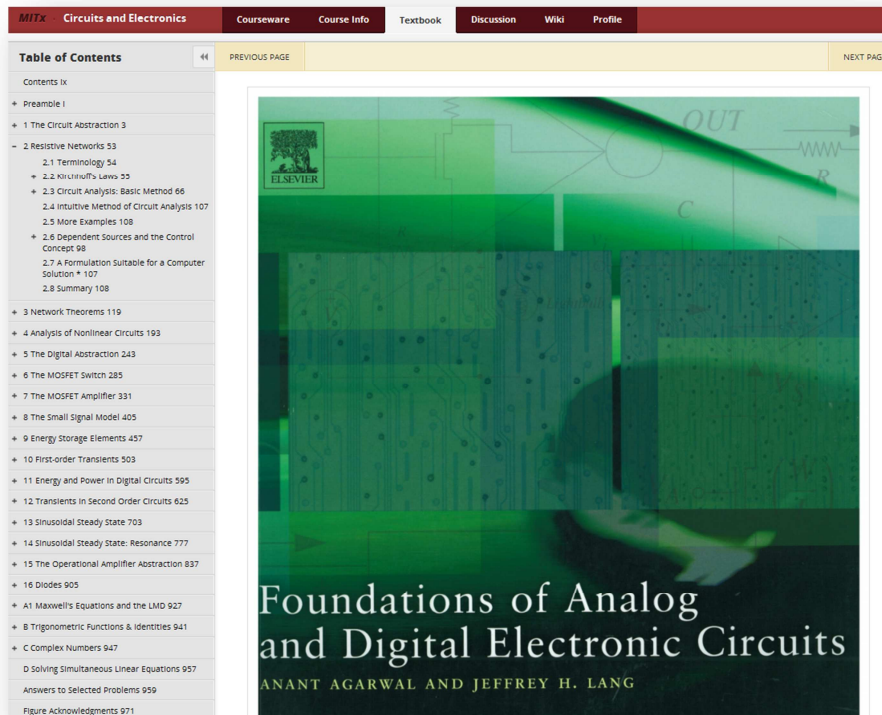 MITx Circuits and Electronics
Courseware
Course Info
Textbook
Discussion
Wiki
Profile
Table of Contents
PREVIOUS PAGE
NEXT PAG
Contents ix
+ Preamble i
+ 1 The Circuit Abstraction 3
– 2 Resistive Networks 53
2.1 Terminology 54
+ 2.2 Kirchhoff's Laws 55
+ 2.3 Circuit Analysis: Basic Method 66
2.4 Intuitive Method of Circuit Analysis 107
2.5 More Examples 108
+ 2.6 Dependent Sources and the Control
Concept 98
2.7 A Formulation Suitable for a Computer
Solution * 107
2.8 Summary 108
+ 3 Network Theorems 119
+ 4 Analysis of Nonlinear Circuits 193
+ 5 The Digital Abstraction 243
+ 6 The MOSFET Switch 285
+ 7 The MOSFET Amplifier 331
+ 8 The Small Signal Model 405
+ 9 Energy Storage Elements 457
+ 10 First-order Transients 503
+ 11 Energy and Power in Digital Circuits 595
+ 12 Transients in Second Order Circuits 625
+ 13 Sinusoidal Steady State 703
+ 14 Sinusoidal Steady State: Resonance 777
+ 15 The Operational Amplifier Abstraction 837
+ 16 Diodes 905
+ A1 Maxwell's Equations and the LMD 927
+ B Trigonometric Functions & Identities 941
+ C Complex Numbers 947
D Solving Simultaneous Linear Equations 957
Answers to Selected Problems 959
Figure Acknowledgments 971
ELSEVIER
OUT
R
C
Foundations of Analog
and Digital Electronic Circuits
ANANT AGARWAL AND JEFFREY H. LANG